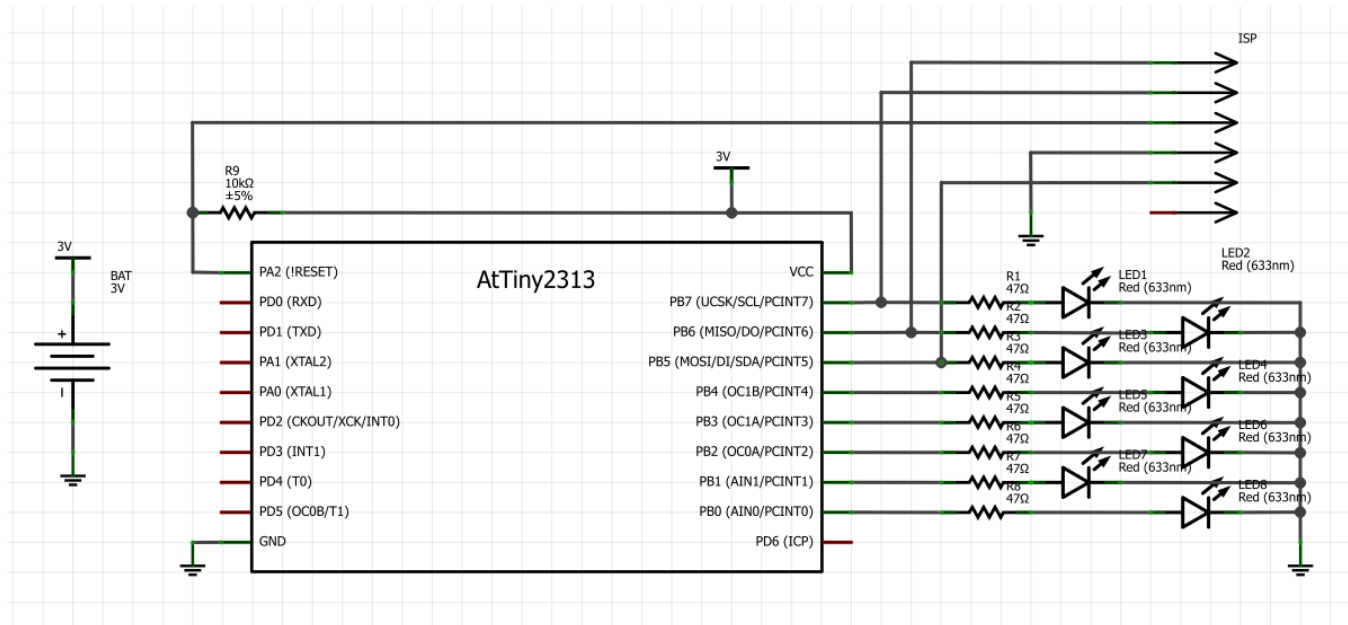 ISP
3V
R9
10kΩ
±5%
3V
BAT
3V
+
–
AtTiny2313
PA2 (!RESET)
PD0 (RXD)
PD1 (TXD)
PA1 (XTAL2)
PA0 (XTAL1)
PD2 (CKOUT/XCK/INT0)
PD3 (INT1)
PD4 (T0)
PD5 (OC0B/T1)
GND
VCC
PB7 (UCSK/SCL/PCINT7)
PB6 (MISO/DO/PCINT6)
PB5 (MOSI/DI/SDA/PCINT5)
PB4 (OC1B/PCINT4)
PB3 (OC1A/PCINT3)
PB2 (OC0A/PCINT2)
PB1 (AIN1/PCINT1)
PB0 (AIN0/PCINT0)
PD6 (ICP)
R1
47Ω
R2
47Ω
R3
47Ω
R4
47Ω
R5
47Ω
R6
47Ω
R7
47Ω
R8
47Ω
LED1
Red (633nm)
LED2
Red (633nm)
LED3
Red (633nm)
LED4
Red (633nm)
LED5
Red (633nm)
LED6
Red (633nm)
LED7
Red (633nm)
LED8
Red (633nm)